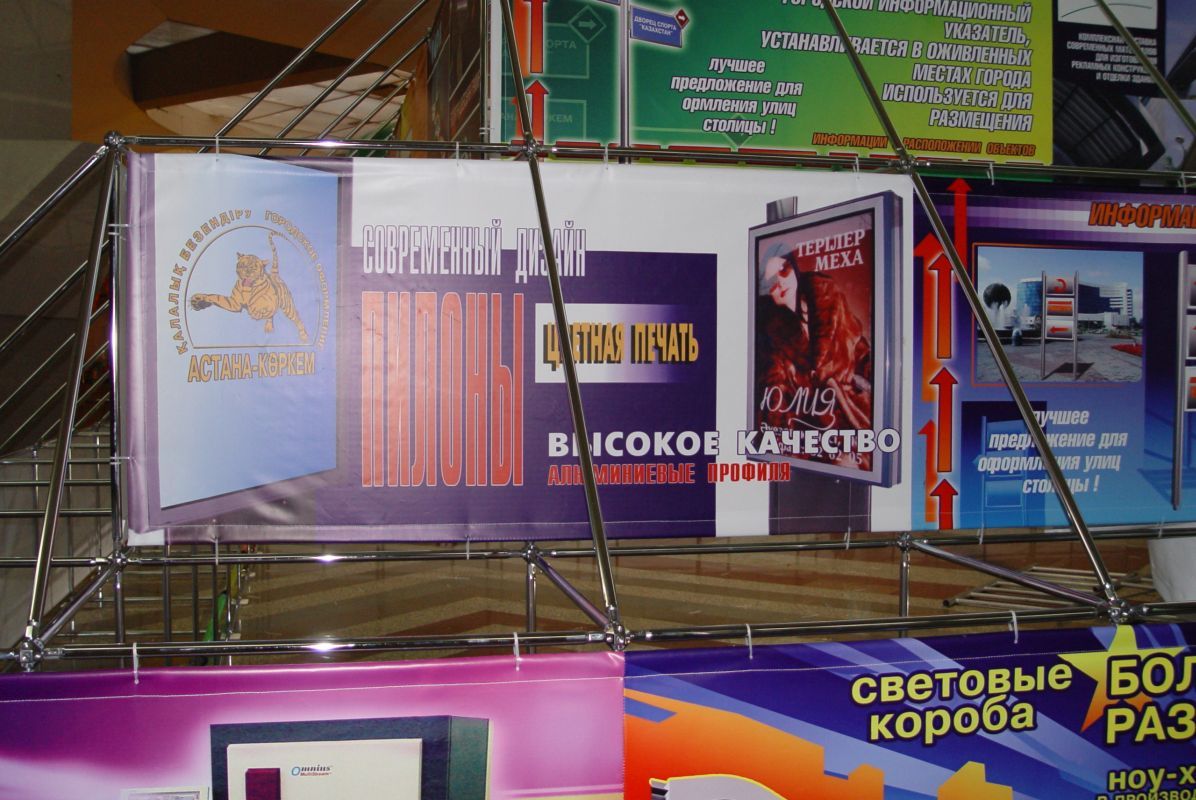 ДВОРЕЦ СПОРТА
"КАЗАХСТАН"
ГОРОДСКОЙ ИНФОРМАЦИОННЫЙ
УКАЗАТЕЛЬ,
УСТАНАВЛИВАЕТСЯ В ОЖИВЛЕННЫХ
МЕСТАХ ГОРОДА
ИСПОЛЬЗУЕТСЯ ДЛЯ
РАЗМЕЩЕНИЯ
ИНФОРМАЦИИ РАСПОЛОЖЕНИИ ОБЪЕКТОВ
лучшее
предложение для
ормления улиц
столицы !
ҚАЛАЛЫҚ БЕЗЕНДІРУ ГОРОДСКОЕ ОФОРМЛЕНИЕ
АСТАНА-КӨРКЕМ
СОВРЕМЕННЫЙ ДИЗАЙН
ПИЛОНЫ
ЦВЕТНАЯ ПЕЧАТЬ
ВЫСОКОЕ КАЧЕСТВО
АЛЮМИНИЕВЫЕ ПРОФИЛЯ
ТЕРІЛЕР
МЕХА
ЮЛИЯ
ИНФОРМА
лучшее
предложение для
оформления улиц
столицы !
Omnius
MultiStream
световые
короба
БОЛ
РАЗ
ноу-х
в произво